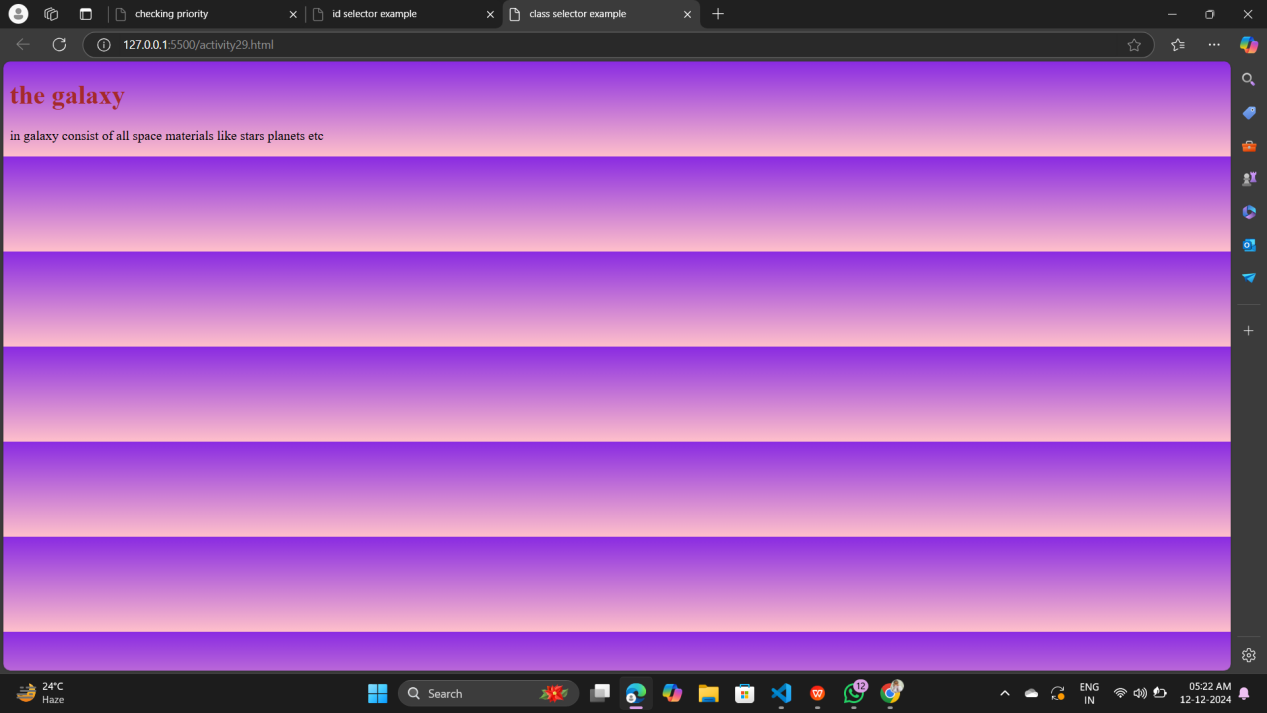 checking priority
id selector example
class selector example
127.0.0.1:5500/activity29.html
the galaxy
in galaxy consist of all space materials like stars planets etc
24°C
Haze
Search
12
ENG
IN
05:22 AM
12-12-2024